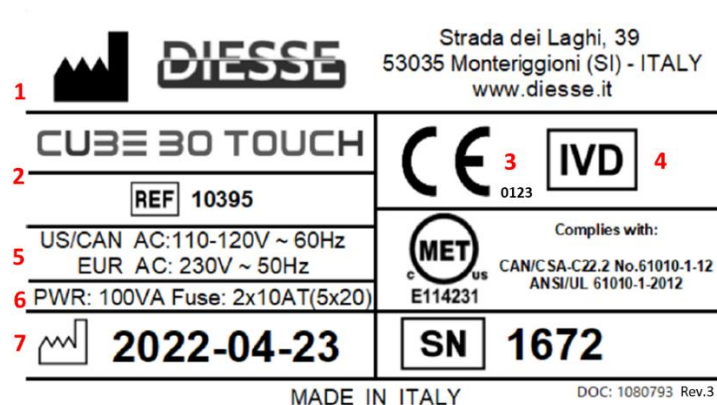 DIESSE
Strada dei Laghi, 39
53035 Monteriggioni (SI) - ITALY
www.diesse.it
1
CUBE 30 TOUCH
2
REF 10395
CE 3
0123
IVD 4
5
US/CAN AC:110-120V ~ 60Hz
EUR AC: 230V ~ 50Hz
6
PWR: 100VA Fuse: 2x10AT(5x20)
c MET us
E114231
Complies with:
CAN/CSA-C22.2 No.61010-1-12
ANSI/UL 61010-1-2012
7
2022-04-23
SN 1672
MADE IN ITALY
DOC: 1080793 Rev.3